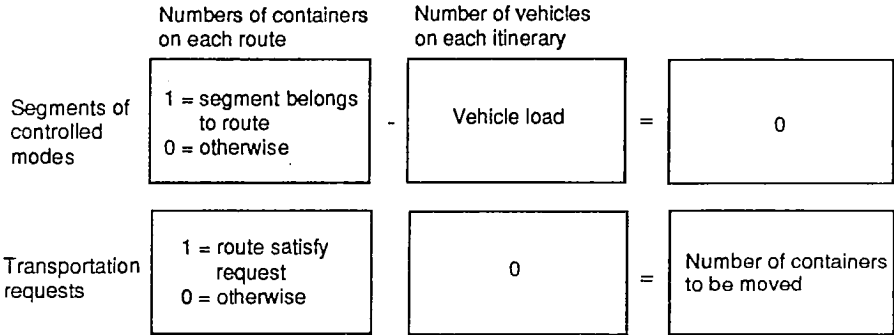 Numbers of containers
on each route
Number of vehicles
on each itinerary
Segments of
controlled
modes
1 = segment belongs
to route
0 = otherwise
-
Vehicle load
=
0
Transportation
requests
1 = route satisfy
request
0 = otherwise
0
=
Number of containers
to be moved